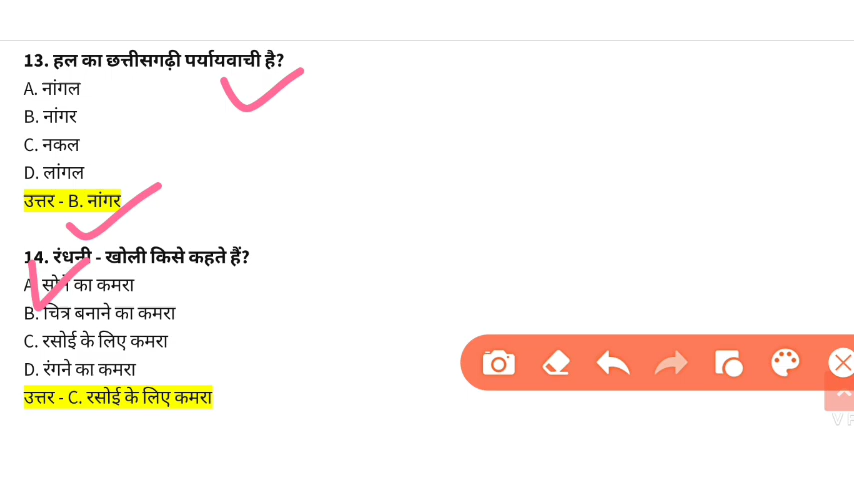 13. हल का छत्तीसगढ़ी पर्यायवाची है?
A. नांगल
B. नांगर
C. नकल
D. लांगल
उत्तर - B. नांगर
14. रंधनी - खोली किसे कहते हैं?
A. सोने का कमरा
B. चित्र बनाने का कमरा
C. रसोई के लिए कमरा
D. रंगने का कमरा
उत्तर - C. रसोई के लिए कमरा